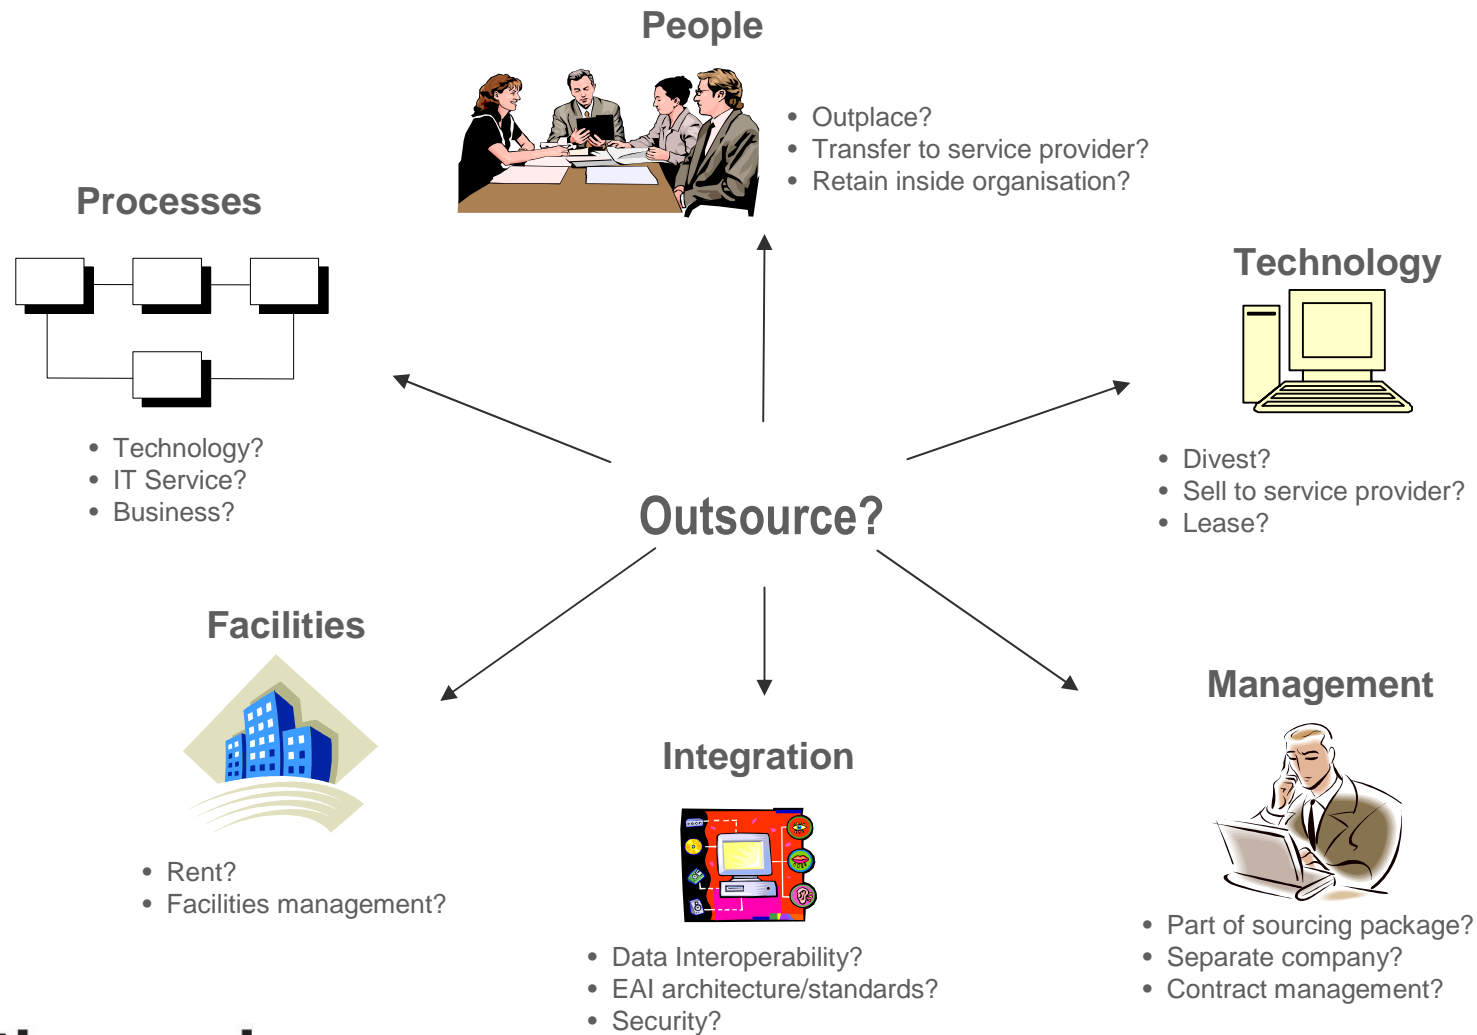 People
• Outplace?
• Transfer to service provider?
• Retain inside organisation?
Processes
• Technology?
• IT Service?
• Business?
Technology
• Divest?
• Sell to service provider?
• Lease?
Outsource?
Facilities
• Rent?
• Facilities management?
Integration
• Data Interoperability?
• EAI architecture/standards?
• Security?
Management
• Part of sourcing package?
• Separate company?
• Contract management?